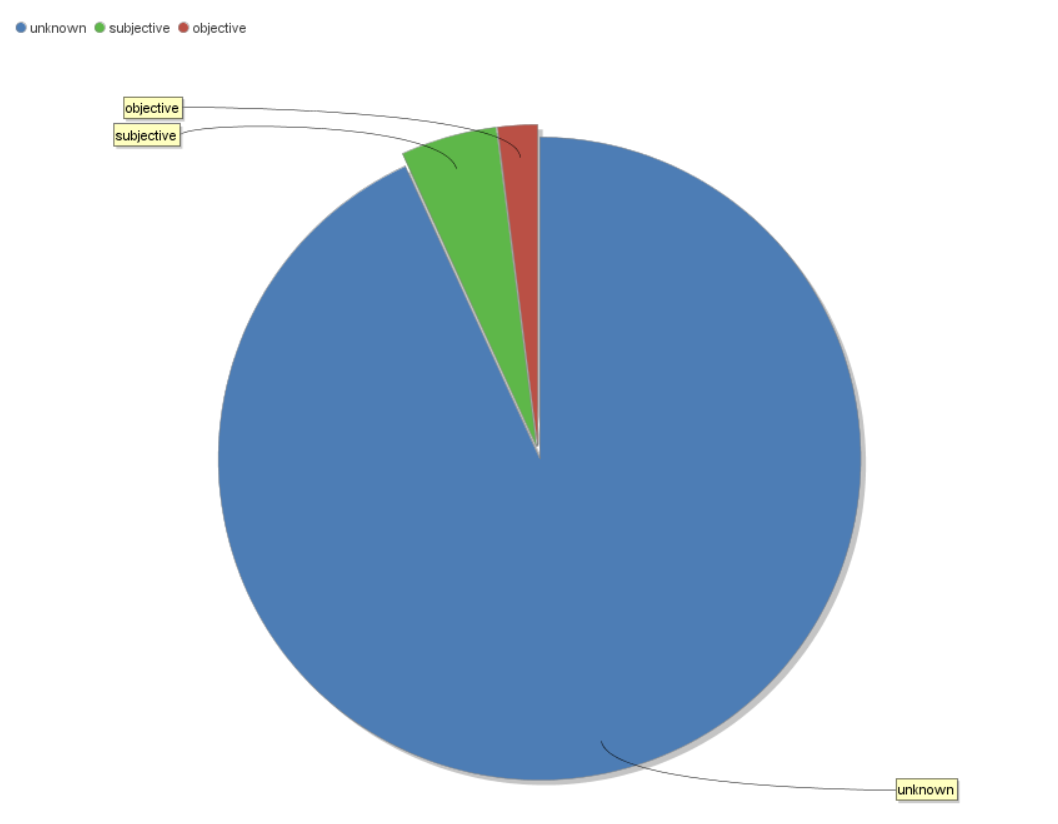 unknown subjective objective
objective
subjective
unknown